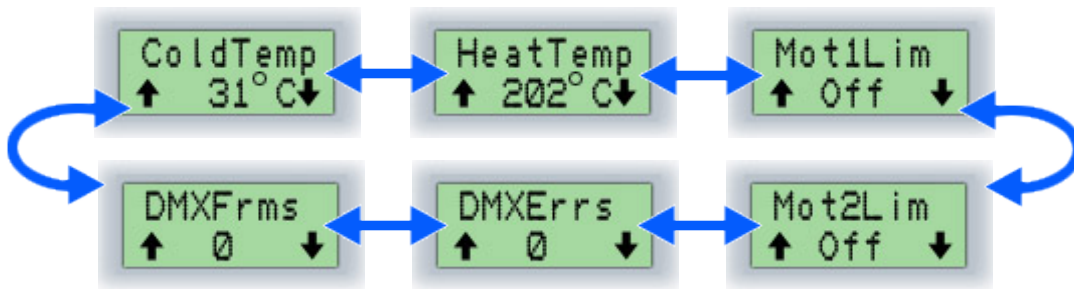 ColdTemp
↑ 31°C↓
HeatTemp
↑ 202°C↓
Mot1Lim
↑ Off ↓
DMXFrms
↑ 0 ↓
DMXErrs
↑ 0 ↓
Mot2Lim
↑ Off ↓